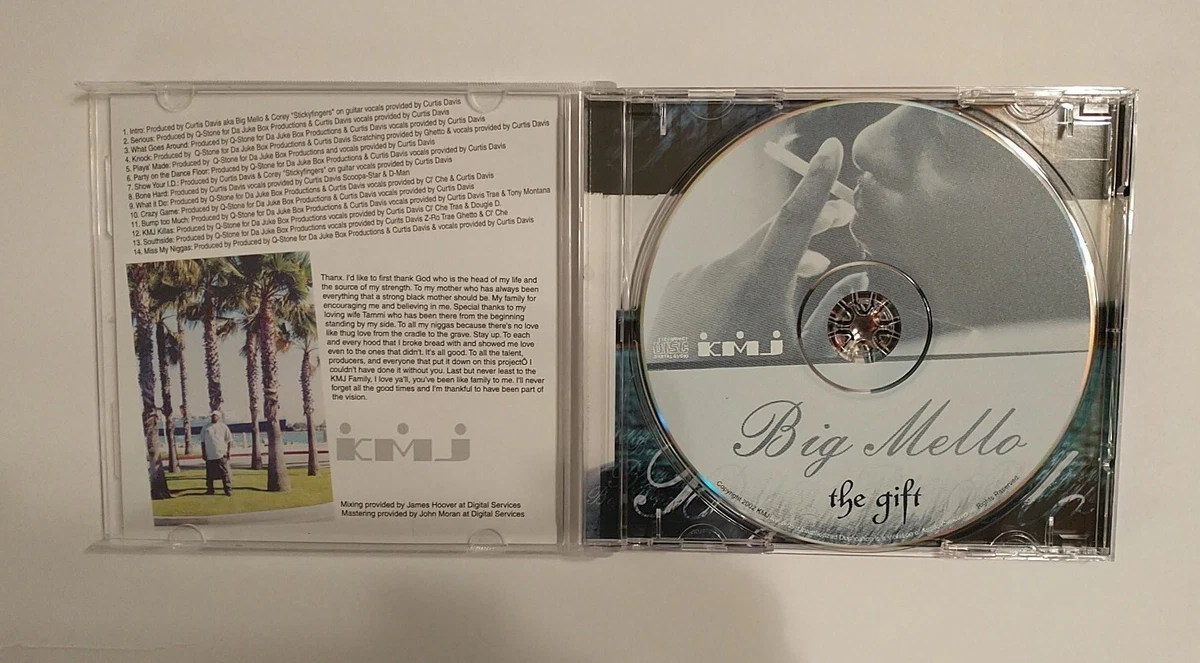 1. Intro: Produced by Curtis Davis aka Big Mello & Corey "Stickyfingers" on guitar vocals provided by Curtis Davis
2. Serious: Produced by Q-Stone for Da Juke Box Productions & Curtis Davis vocals provided by Curtis Davis
3. What Goes Around: Produced by Q-Stone for Da Juke Box Productions & Curtis Davis vocals provided by Curtis Davis
4. Knock: Produced by Q-Stone for Da Juke Box Productions & Curtis Davis Scratching provided by Ghetto & vocals provided by Curtis Davis
5. Playa' Made: Produced by Q-Stone for Da Juke Box Productions and vocals provided by Curtis Davis
6. Party on the Dance Floor: Produced by Q-Stone for Da Juke Box Productions & Curtis Davis vocals provided by Curtis Davis
7. Show Your I.D.: Produced by Curtis Davis & Corey "Stickyfingers" on guitar vocals provided by Curtis Davis
8. Bone Hard: Produced by Curtis Davis vocals provided by Curtis Davis Scoopa-Star & D-Man
9. What it Do: Produced by Q-Stone for Da Juke Box Productions & Curtis Davis vocals provided by Cl' Che & Curtis Davis
10. Crazy Game: Produced by Q-Stone for Da Juke Box Productions & Curtis Davis vocals provided by Curtis Davis
11. Bump too Much: Produced by Q-Stone for Da Juke Box Productions & Curtis Davis vocals provided by Curtis Davis Trae & Tony Montana
12. KMJ Killas: Produced by Q-Stone for Da Juke Box Productions vocals provided by Curtis Davis Cl' Che Trae & Dougie D.
13. Southside: Produced by Q-Stone for Da Juke Box Productions vocals provided by Curits Davis Z-Ro Trae Ghetto & Cl' Che
14. Miss My Niggas: Produced by Produced by Q-Stone for Da Juke Box Productions & Curtis Davis & vocals provided by Curtis Davis
Thanx. I'd like to first thank God who is the head of my life and
the source of my strength. To my mother who has always been
everything that a strong black mother should be. My family for
encouraging me and believing in me. Special thanks to my
loving wife Tammi who has been there from the beginning
standing by my side. To all my niggas because there's no love
like thug love from the cradle to the grave. Stay up. To each
and every hood that I broke bread with and showed me love
even to the ones that didn't. It's all good. To all the talent,
producers, and everyone that put it down on this projectÖ I
couldn't have done it without you. Last but never least to the
KMJ Family, I love ya'll, you've been like family to me. I'll never
forget all the good times and I'm thankful to have been part of
the vision.
KMJ
Mixing provided by James Hoover at Digital Services
Mastering provided by John Moran at Digital Services
COMPACT
DISC
DIGITAL AUDIO
KMJ
Big Mello
the gift
Copyright 2002 KMJ Rights Reserved.